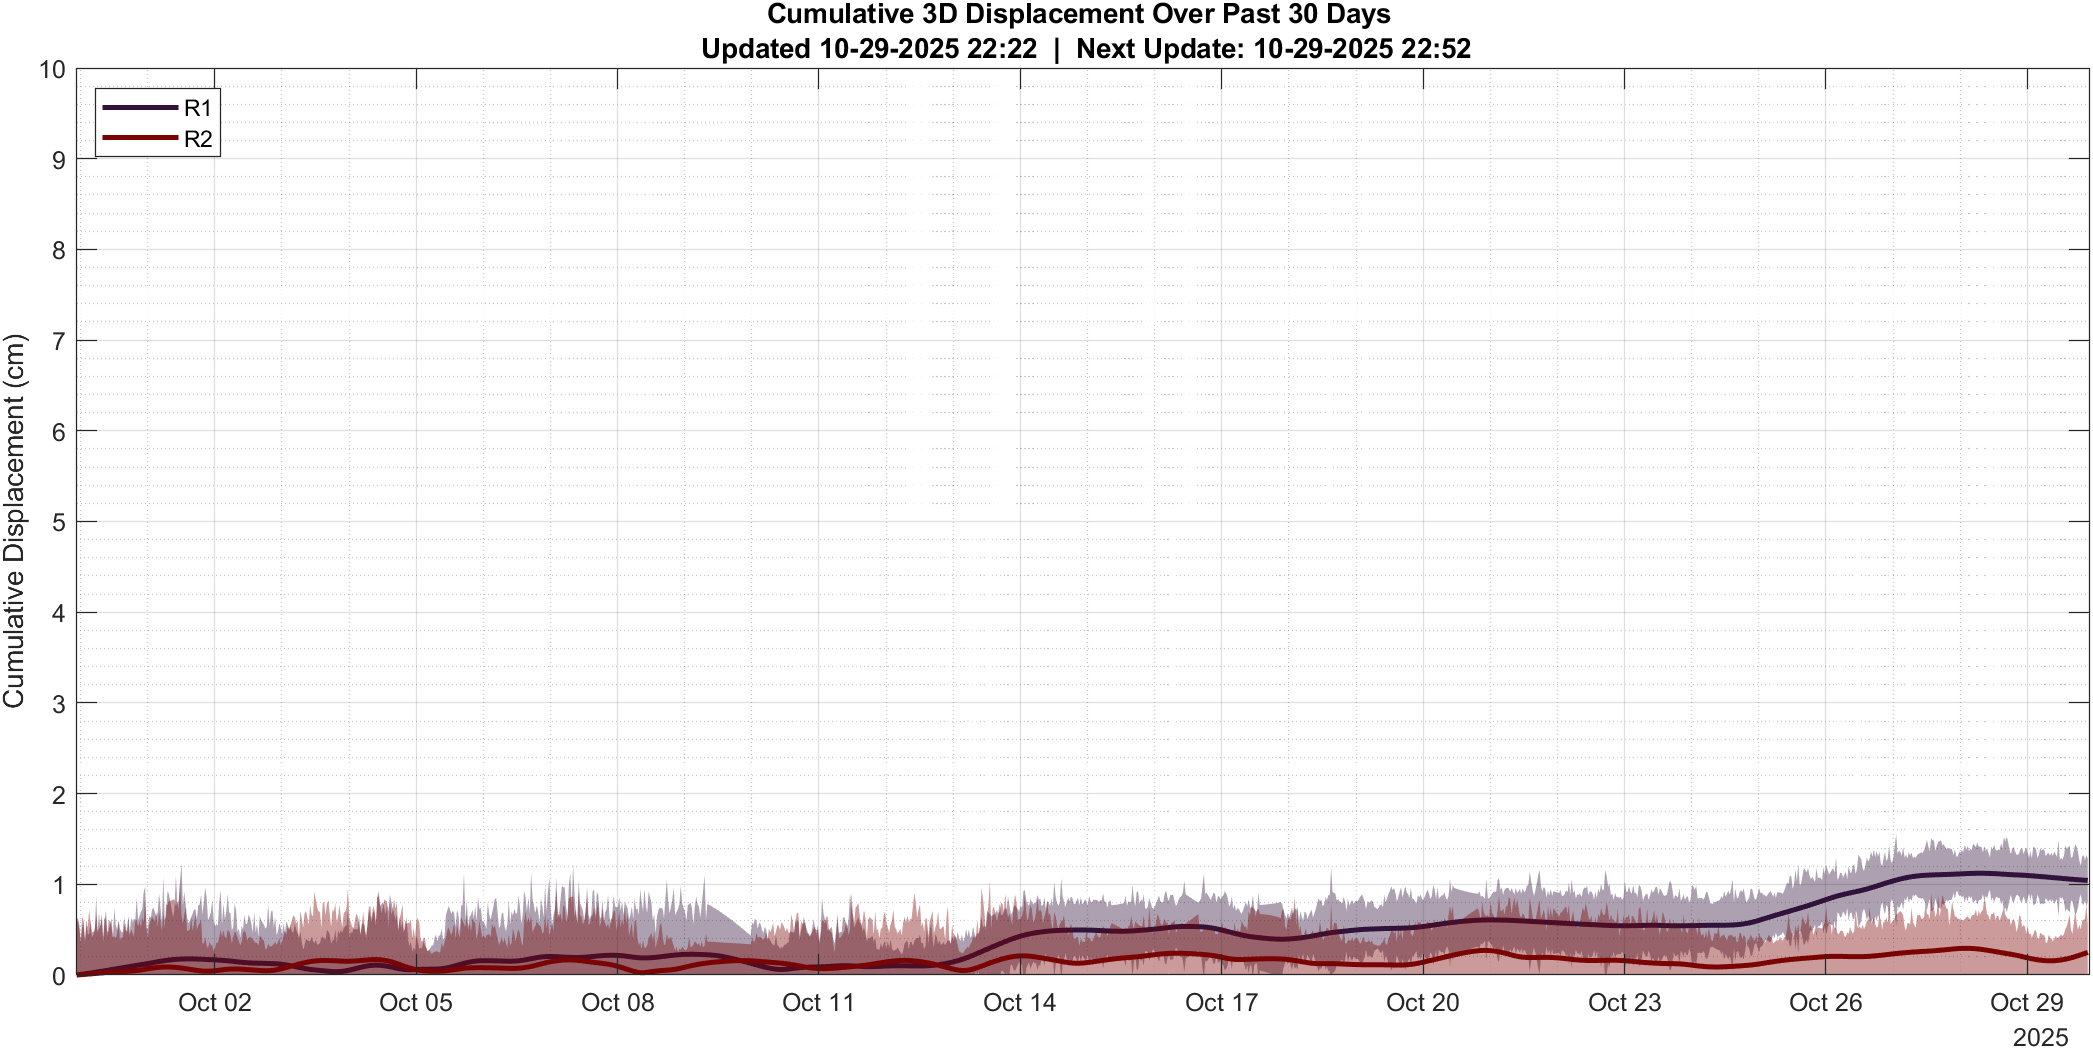 Cumulative 3D Displacement Over Past 30 Days
Updated 10-29-2025 22:22 | Next Update: 10-29-2025 22:52
R1
R2
Cumulative Displacement (cm)
10
9
8
7
6
5
4
3
2
1
0
Oct 02
Oct 05
Oct 08
Oct 11
Oct 14
Oct 17
Oct 20
Oct 23
Oct 26
Oct 29
2025